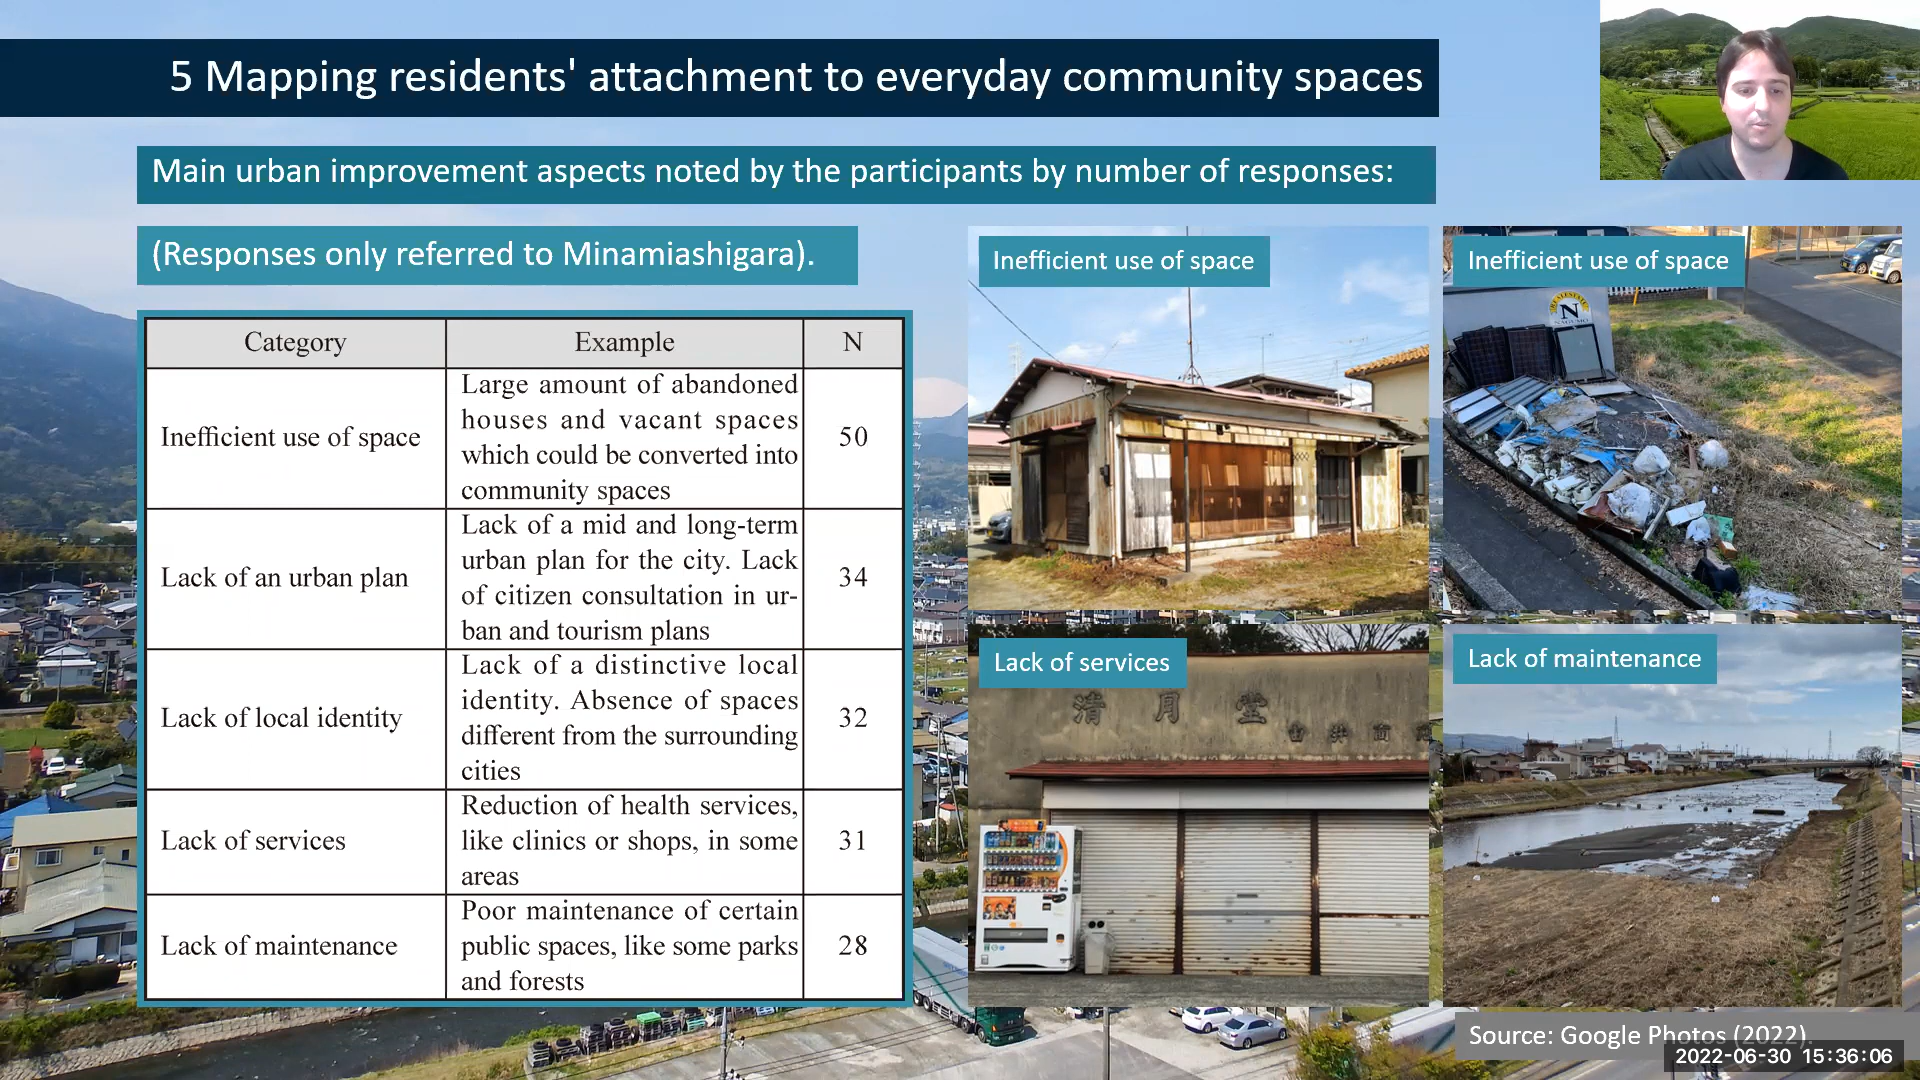 5 Mapping residents' attachment to everyday community spaces
Main urban improvement aspects noted by the participants by number of responses:
(Responses only referred to Minamiashigara).
Category Example N
Inefficient use of space
Large amount of abandoned
houses and vacant spaces
which could be converted into
community spaces
50
Lack of an urban plan
Lack of a mid and long-term
urban plan for the city. Lack
of citizen consultation in ur-
ban and tourism plans
34
Lack of local identity
Lack of a distinctive local
identity. Absence of spaces
different from the surrounding
cities
32
Lack of services
Reduction of health services,
like clinics or shops, in some
areas
31
Lack of maintenance
Poor maintenance of certain
public spaces, like some parks
and forests
28
Inefficient use of space
Inefficient use of space
N
Lack of services
清月堂
Lack of maintenance
Source: Google Photos (2022).
2022-06-30 15:36:06